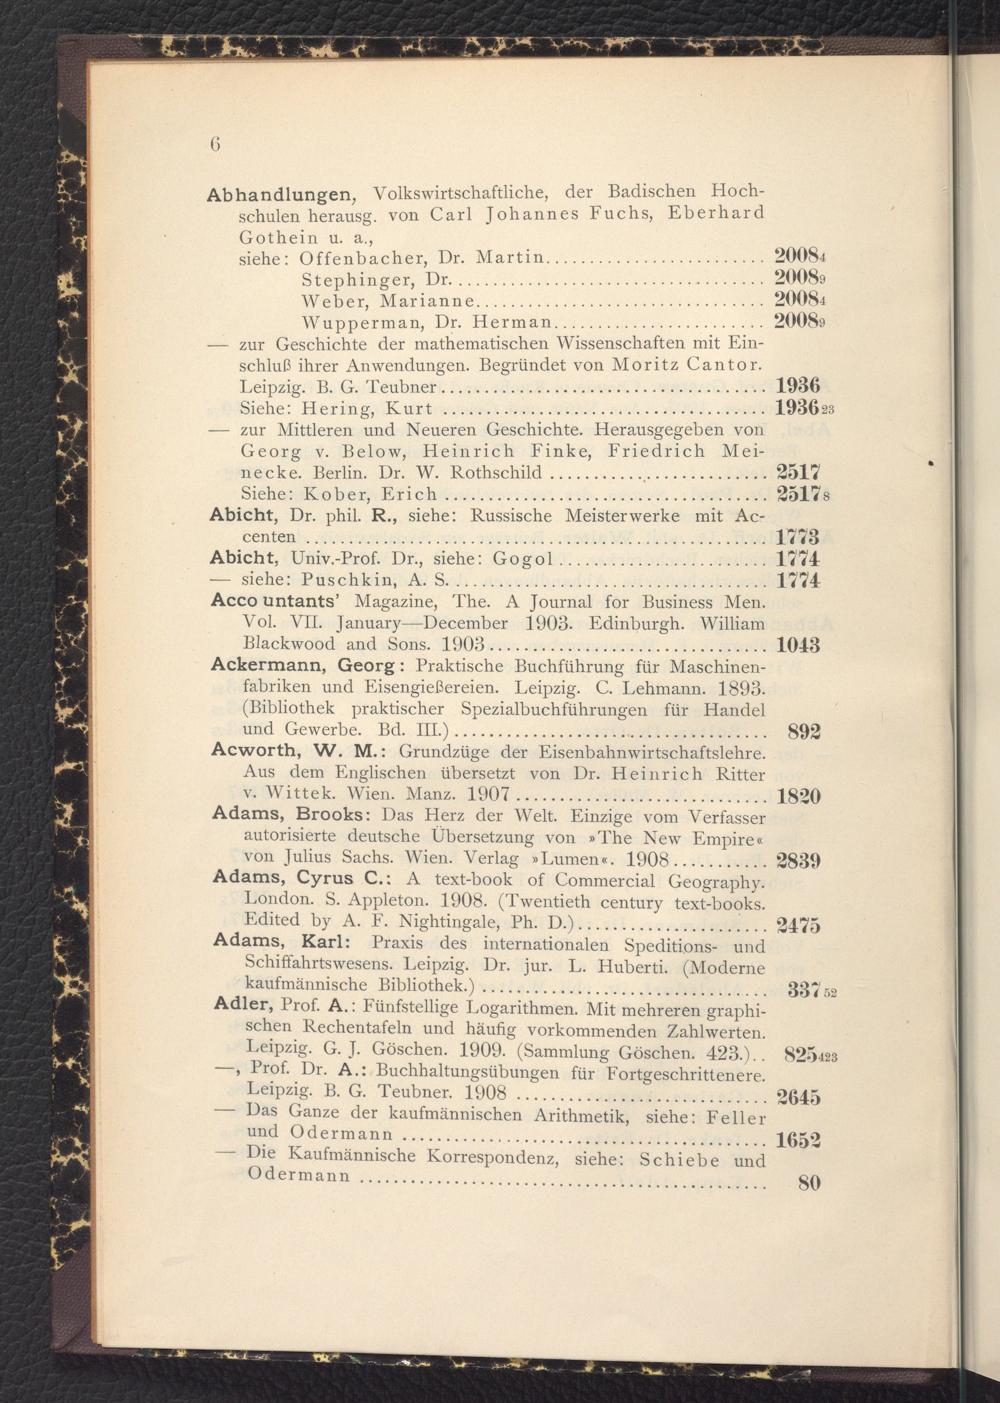 6
Abhandlungen, Volkswirtschaftliche, der Badischen Hoch-
schulen herausg. von Carl Johannes Fuchs, Eberhard
Gothein u. a.,
siehe: Offenbacher, Dr. Martin........................ 2008₄
Stephinger, Dr.................................... 2008₉
Weber, Marianne................................ 2008₄
Wupperman, Dr. Herman....................... 2008₉
— zur Geschichte der mathematischen Wissenschaften mit Ein-
schluß ihrer Anwendungen. Begründet von Moritz Cantor.
Leipzig. B. G. Teubner.................................... 1936
Siehe: Hering, Kurt .................................... 1936₂₃
— zur Mittleren und Neueren Geschichte. Herausgegeben von
Georg v. Below, Heinrich Finke, Friedrich Mei-
necke. Berlin. Dr. W. Rothschild ........................ 2517
Siehe: Kober, Erich .................................... 2517₈
Abicht, Dr. phil. R., siehe: Russische Meisterwerke mit Ac-
centen .................................................... 1773
Abicht, Univ.-Prof. Dr., siehe: Gogol........................ 1774
— siehe: Puschkin, A. S.................................... 1774
Acco untants' Magazine, The. A Journal for Business Men.
Vol. VII. January—December 1903. Edinburgh. William
Blackwood and Sons. 1903............................... 1043
Ackermann, Georg: Praktische Buchführung für Maschinen-
fabriken und Eisengießereien. Leipzig. C. Lehmann. 1893.
(Bibliothek praktischer Spezialbuchführungen für Handel
und Gewerbe. Bd. III.).................................. 892
Acworth, W. M.: Grundzüge der Eisenbahnwirtschaftslehre.
Aus dem Englischen übersetzt von Dr. Heinrich Ritter
v. Wittek. Wien. Manz. 1907............................ 1820
Adams, Brooks: Das Herz der Welt. Einzige vom Verfasser
autorisierte deutsche Übersetzung von »The New Empire«
von Julius Sachs. Wien. Verlag »Lumen«. 1908........... 2839
Adams, Cyrus C.: A text-book of Commercial Geography.
London. S. Appleton. 1908. (Twentieth century text-books.
Edited by A. F. Nightingale, Ph. D.)..................... 2475
Adams, Karl: Praxis des internationalen Speditions- und
Schiffahrtswesens. Leipzig. Dr. jur. L. Huberti. (Moderne
kaufmännische Bibliothek.) ............................... 337₅₂
Adler, Prof. A.: Fünfstellige Logarithmen. Mit mehreren graphi-
schen Rechentafeln und häufig vorkommenden Zahlwerten.
Leipzig. G. J. Göschen. 1909. (Sammlung Göschen. 423.).. 825₄₂₃
—, Prof. Dr. A.: Buchhaltungsübungen für Fortgeschrittenere.
Leipzig. B. G. Teubner. 1908 ............................ 2645
— Das Ganze der kaufmännischen Arithmetik, siehe: Feller
und Odermann ........................................ 1652
— Die Kaufmännische Korrespondenz, siehe: Schiebe und
Odermann ............................................. 80